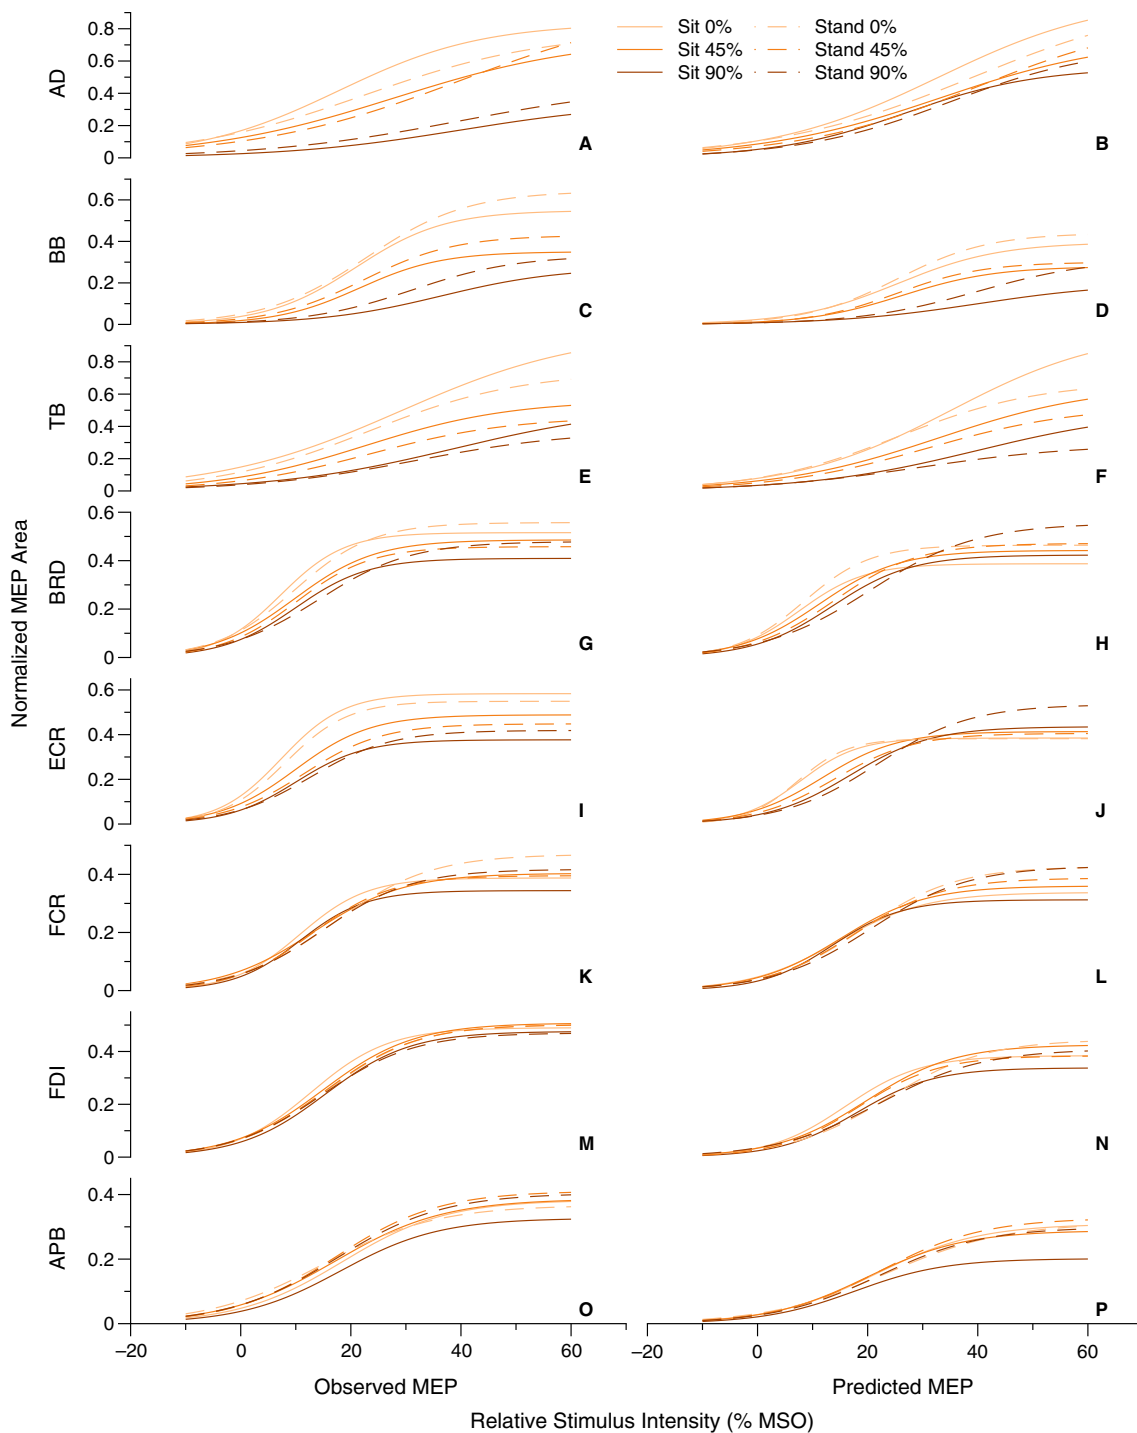 Sit 0% Stand 0%
Sit 45% Stand 45%
Sit 90% Stand 90%
Normalized MEP Area
AD
0.8
0.6
0.4
0.2
0
A
B
BB
0.6
0.4
0.2
0
C
D
TB
0.8
0.6
0.4
0.2
0
E
F
BRD
0.6
0.4
0.2
0
G
H
ECR
0.6
0.4
0.2
0
I
J
FCR
0.4
0.2
0
K
L
FDI
0.4
0.2
0
M
N
APB
0.4
0.2
0
O
P
−20 0 20 40 60 −20 0 20 40 60
Observed MEP Predicted MEP
Relative Stimulus Intensity (% MSO)